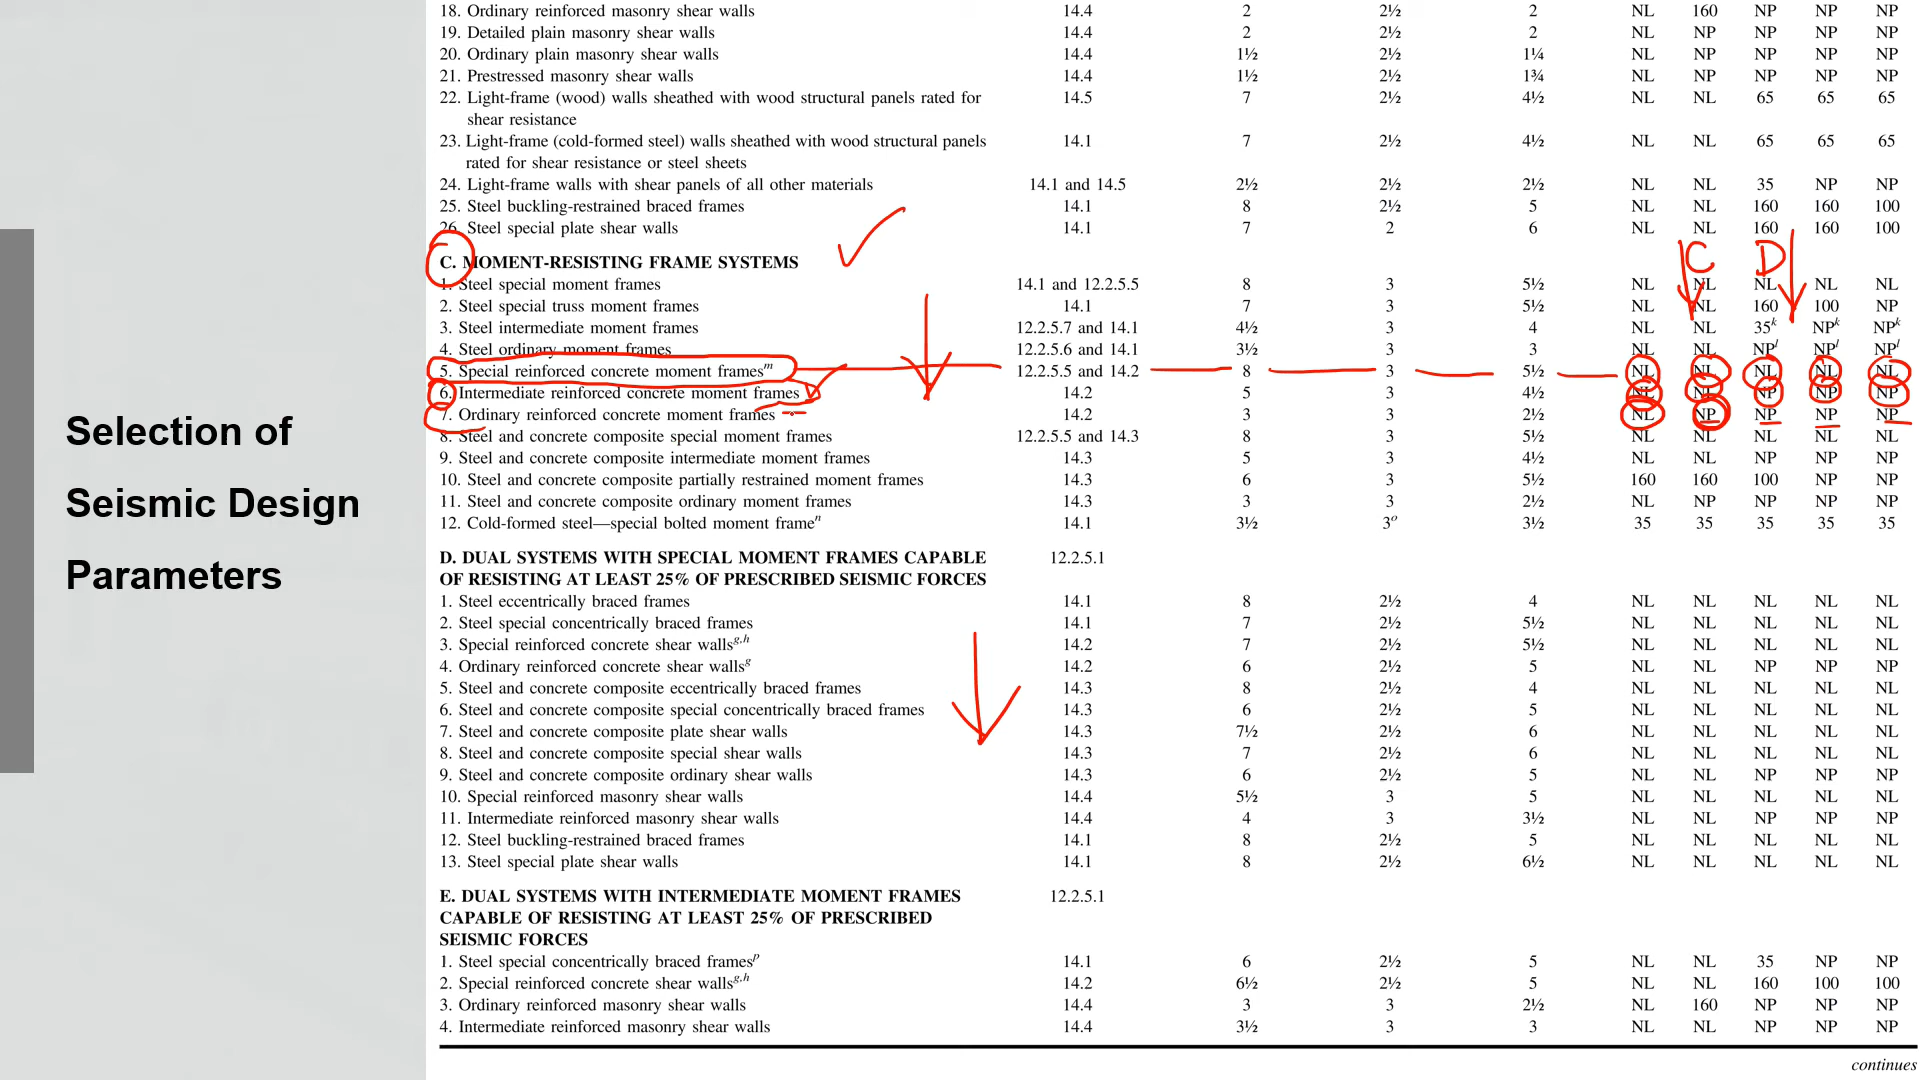 Selection of
Seismic Design
Parameters
18. Ordinary reinforced masonry shear walls 14.4 2 2½ 2 NL 160 NP NP NP
19. Detailed plain masonry shear walls 14.4 2 2½ 2 NL NP NP NP NP
20. Ordinary plain masonry shear walls 14.4 1½ 2½ 1¼ NL NP NP NP NP
21. Prestressed masonry shear walls 14.4 1½ 2½ 1¾ NL NP NP NP NP
22. Light-frame (wood) walls sheathed with wood structural panels rated for 14.5 7 2½ 4½ NL NL 65 65 65
shear resistance
23. Light-frame (cold-formed steel) walls sheathed with wood structural panels 14.1 7 2½ 4½ NL NL 65 65 65
rated for shear resistance or steel sheets
24. Light-frame walls with shear panels of all other materials 14.1 and 14.5 2½ 2½ 2½ NL NL 35 NP NP
25. Steel buckling-restrained braced frames 14.1 8 2½ 5 NL NL 160 160 100
26. Steel special plate shear walls 14.1 7 2 6 NL NL 160 160 100
C D
C. MOMENT-RESISTING FRAME SYSTEMS
1. Steel special moment frames 14.1 and 12.2.5.5 8 3 5½ NL NL NL NL NL
2. Steel special truss moment frames 14.1 7 3 5½ NL NL 160 100 NP
3. Steel intermediate moment frames 12.2.5.7 and 14.1 4½ 3 4 NL NL 35k NPk NPk
4. Steel ordinary moment frames 12.2.5.6 and 14.1 3½ 3 3 NL NL NPl NPl NPl
5. Special reinforced concrete moment framesm 12.2.5.5 and 14.2 8 3 5½ NL NL NL NL NL
6. Intermediate reinforced concrete moment frames 14.2 5 3 4½ NL NL NP NP NP
7. Ordinary reinforced concrete moment frames 14.2 3 3 2½ NL NP NP NP NP
8. Steel and concrete composite special moment frames 12.2.5.5 and 14.3 8 3 5½ NL NL NL NL NL
9. Steel and concrete composite intermediate moment frames 14.3 5 3 4½ NL NL NP NP NP
10. Steel and concrete composite partially restrained moment frames 14.3 6 3 5½ 160 160 100 NP NP
11. Steel and concrete composite ordinary moment frames 14.3 3 3 2½ NL NP NP NP NP
12. Cold-formed steel—special bolted moment framen 14.1 3½ 3o 3½ 35 35 35 35 35
D. DUAL SYSTEMS WITH SPECIAL MOMENT FRAMES CAPABLE 12.2.5.1
OF RESISTING AT LEAST 25% OF PRESCRIBED SEISMIC FORCES
1. Steel eccentrically braced frames 14.1 8 2½ 4 NL NL NL NL NL
2. Steel special concentrically braced frames 14.1 7 2½ 5½ NL NL NL NL NL
3. Special reinforced concrete shear wallsg,h 14.2 7 2½ 5½ NL NL NL NL NL
4. Ordinary reinforced concrete shear wallsg 14.2 6 2½ 5 NL NL NP NP NP
5. Steel and concrete composite eccentrically braced frames 14.3 8 2½ 4 NL NL NL NL NL
6. Steel and concrete composite special concentrically braced frames 14.3 6 2½ 5 NL NL NL NL NL
7. Steel and concrete composite plate shear walls 14.3 7½ 2½ 6 NL NL NL NL NL
8. Steel and concrete composite special shear walls 14.3 7 2½ 6 NL NL NL NL NL
9. Steel and concrete composite ordinary shear walls 14.3 6 2½ 5 NL NL NP NP NP
10. Special reinforced masonry shear walls 14.4 5½ 3 5 NL NL NL NL NL
11. Intermediate reinforced masonry shear walls 14.4 4 3 3½ NL NL NP NP NP
12. Steel buckling-restrained braced frames 14.1 8 2½ 5 NL NL NL NL NL
13. Steel special plate shear walls 14.1 8 2½ 6½ NL NL NL NL NL
E. DUAL SYSTEMS WITH INTERMEDIATE MOMENT FRAMES 12.2.5.1
CAPABLE OF RESISTING AT LEAST 25% OF PRESCRIBED
SEISMIC FORCES
1. Steel special concentrically braced framesp 14.1 6 2½ 5 NL NL 35 NP NP
2. Special reinforced concrete shear wallsg,h 14.2 6½ 2½ 5 NL NL 160 100 100
3. Ordinary reinforced masonry shear walls 14.4 3 3 2½ NL 160 NP NP NP
4. Intermediate reinforced masonry shear walls 14.4 3½ 3 3 NL NL NP NP NP
continues